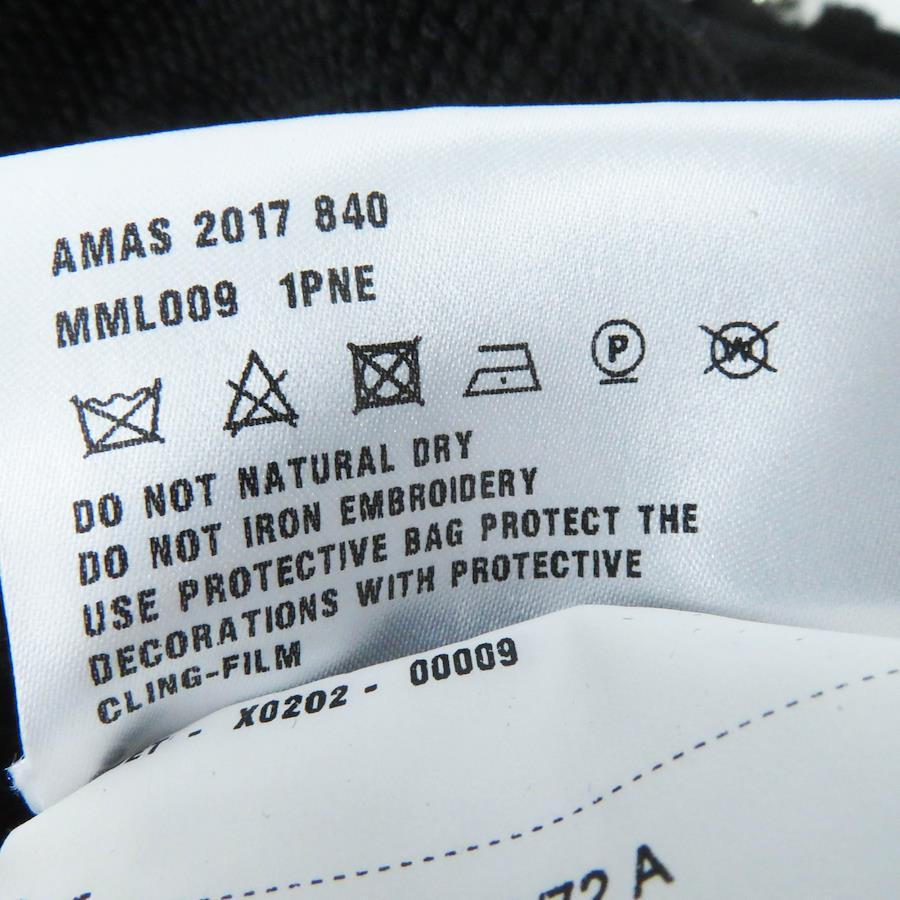 AMAS 2017 840
MML009 1PNE
P W
DO NOT NATURAL DRY
DO NOT IRON EMBROIDERY
USE PROTECTIVE BAG PROTECT THE
DECORATIONS WITH PROTECTIVE
CLING-FILM
- X0202 - 00009
72 A